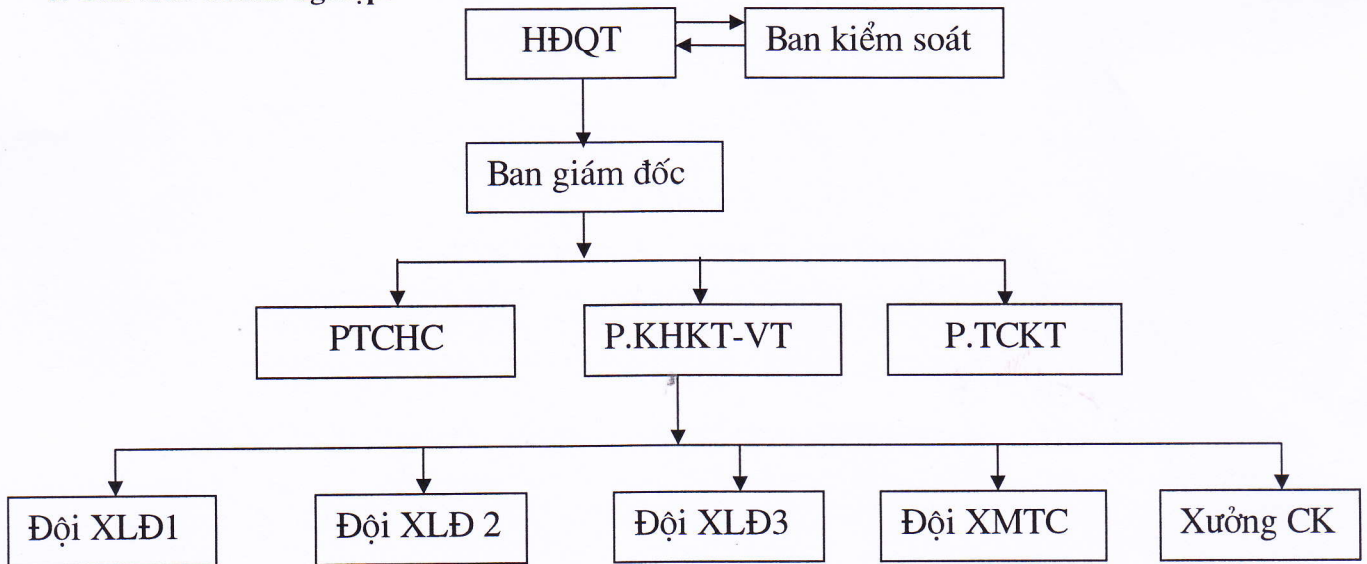 HĐQT
Ban kiểm soát
Ban giám đốc
PTCHC
P.KHKT-VT
P.TCKT
Đội XLĐ1
Đội XLĐ 2
Đội XLĐ3
Đội XMTC
Xưởng CK